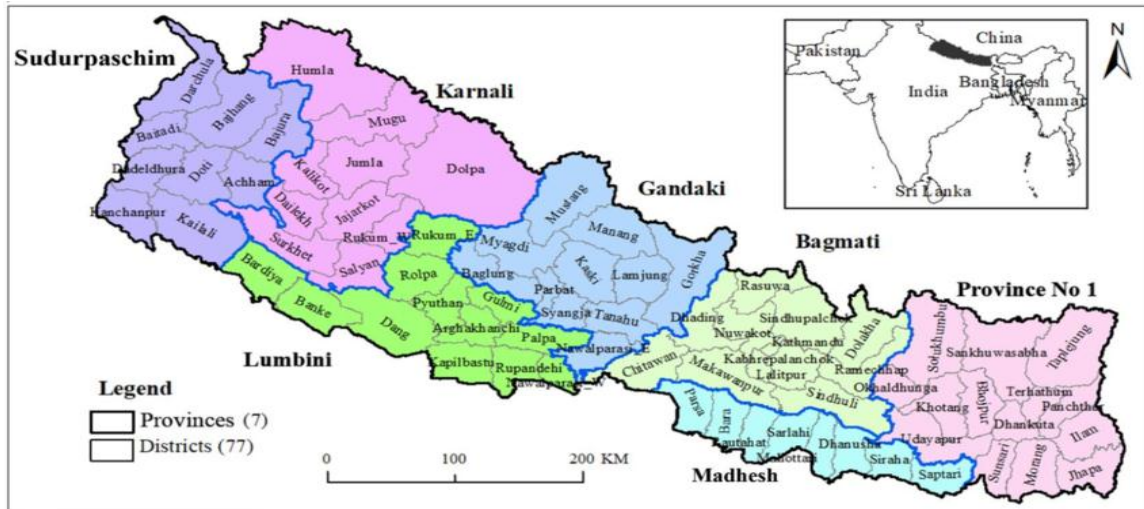 N
China
Pakistan
India
Bangladesh
Myanmar
Sri Lanka
Sudurpaschim
Darchula
Bajhang
Bajura
Baitadi
Dadeldhura
Doti
Achham
Kanchanpur
Kailali
Karnali
Humla
Mugu
Jumla
Dolpa
Kalikot
Dailekh
Jajarkot
Rukum_W
Surkhet
Salyan
Gandaki
Mustang
Manang
Myagdi
Kaski
Lamjung
Gorkha
Baglung
Parbat
Syangja
Tanahu
Nawalparasi_E
Lumbini
Rukum_E
Rolpa
Bardiya
Banke
Dang
Pyuthan
Gulmi
Arghakhanchi
Palpa
Kapilbastu
Rupandehi
Bagmati
Rasuwa
Dhading
Nuwakot
Sindhupalchok
Kathmandu
Dolakha
Kabhrepalanchok
Lalitpur
Ramechhap
Chitawan
Makawanpur
Sindhuli
Province No 1
Solukhumbu
Sankhuwasabha
Taplejung
Okhaldhunga
Khotang
Bhojpur
Terhathum
Panchthar
Dhankuta
Udayapur
Ilam
Sunsari
Morang
Jhapa
Madhesh
Parsa
Bara
Sarlahi
Dhanusha
Siraha
Saptari
Legend
Provinces (7)
Districts (77)
0 100 200 KM